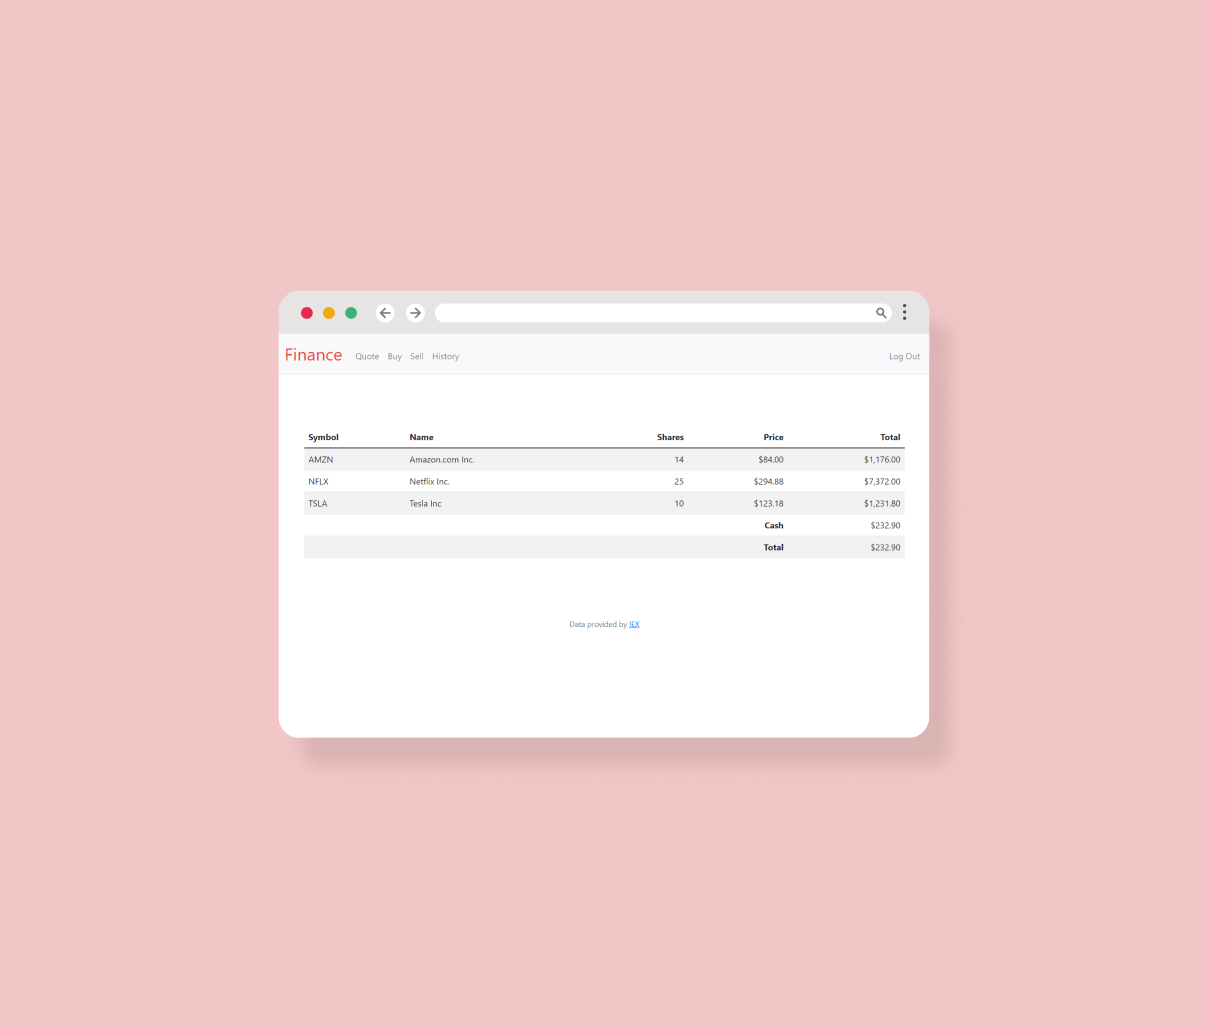 Finance Quote Buy Sell History Log Out
Symbol Name Shares Price Total
AMZN Amazon.com Inc. 14 $84.00 $1,176.00
NFLX Netflix Inc. 25 $294.88 $7,372.00
TSLA Tesla Inc 10 $123.18 $1,231.80
Cash $232.90
Total $232.90
Data provided by IEX